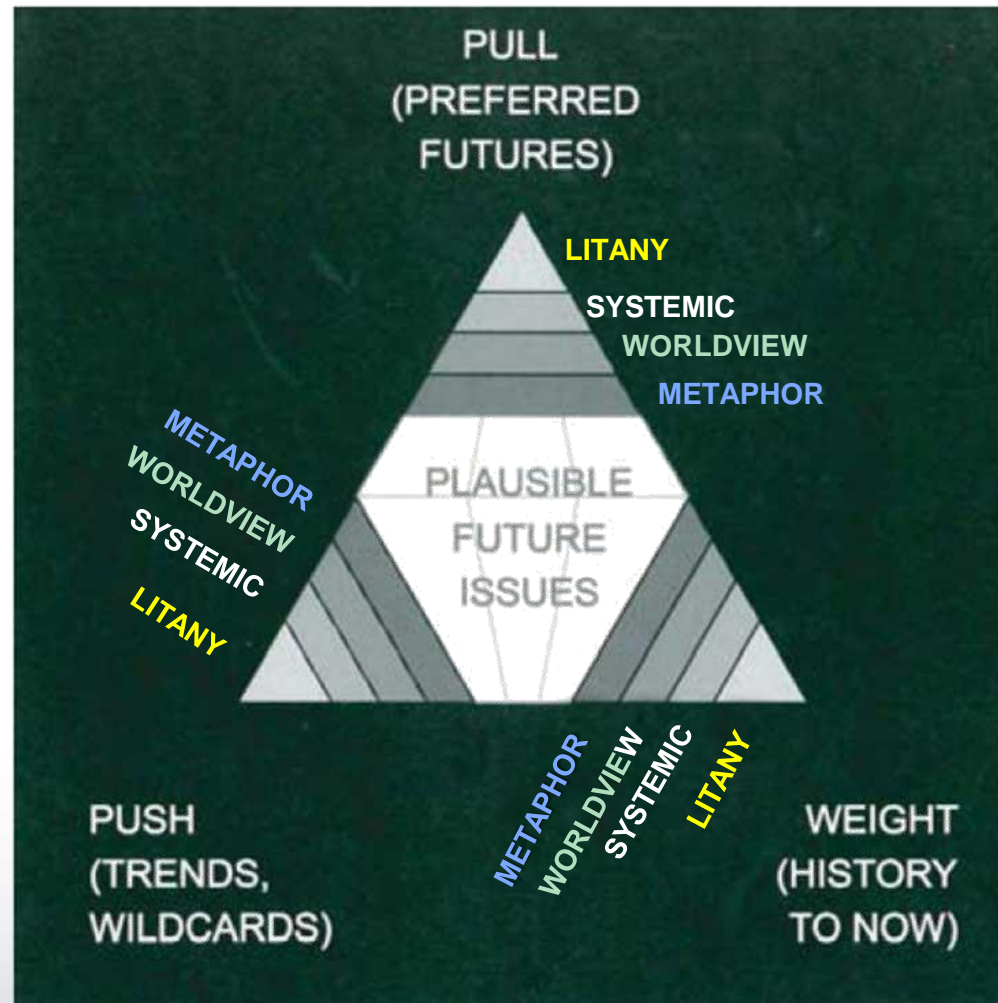 PULL
(PREFERRED
FUTURES)
LITANY
SYSTEMIC
WORLDVIEW
METAPHOR
METAPHOR
WORLDVIEW
SYSTEMIC
LITANY
PLAUSIBLE
FUTURE
ISSUES
METAPHOR
WORLDVIEW
SYSTEMIC
LITANY
PUSH
(TRENDS,
WILDCARDS)
WEIGHT
(HISTORY
TO NOW)